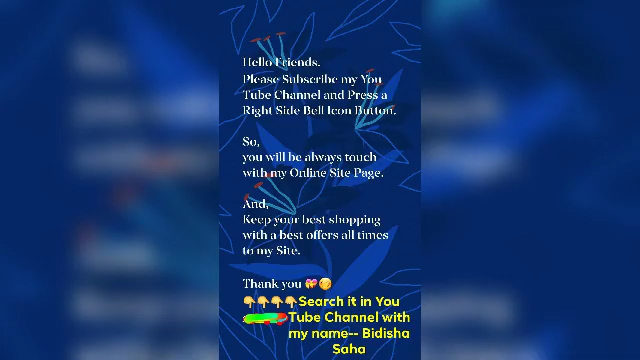 Hello Friends.
Please Subscribe my You
Tube Channel and Press a
Right Side Bell Icon Button.
So,
you will be always touch
with my Online Site Page.
And,
Keep your best shopping
with a best offers all times
to my Site.
Thank you 💝🥱
👇👇👇👇Search it in You
Tube Channel with
my name-- Bidisha
Saha